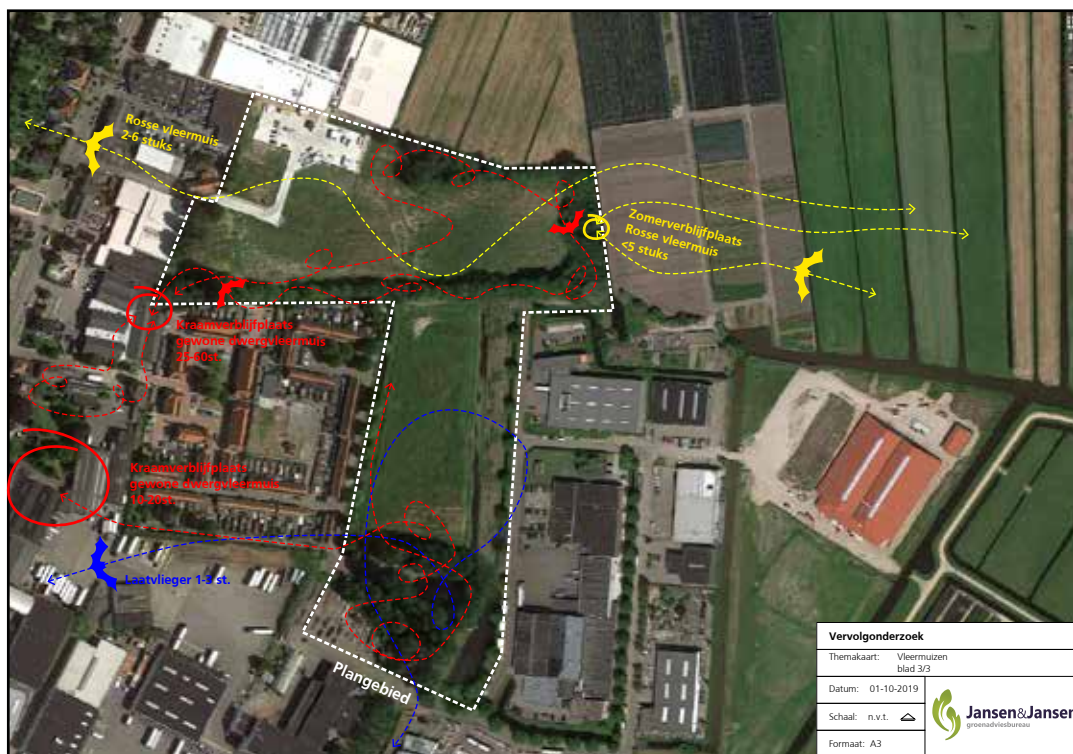 Rosse vleermuis
2-6 stuks
Zomerverblijfplaats
Rosse vleermuis
<5 stuks
Kraamverblijfplaats
gewone dwergvleermuis
25-60st.
Kraamverblijfplaats
gewone dwergvleermuis
10-20st.
Laatvlieger 1-3 st.
Plangebied
Vervolgonderzoek
Themakaart: Vleermuizen
blad 3/3
Datum: 01-10-2019
Schaal: n.v.t.
Formaat: A3
Jansen&Jansen
groenadviesbureau